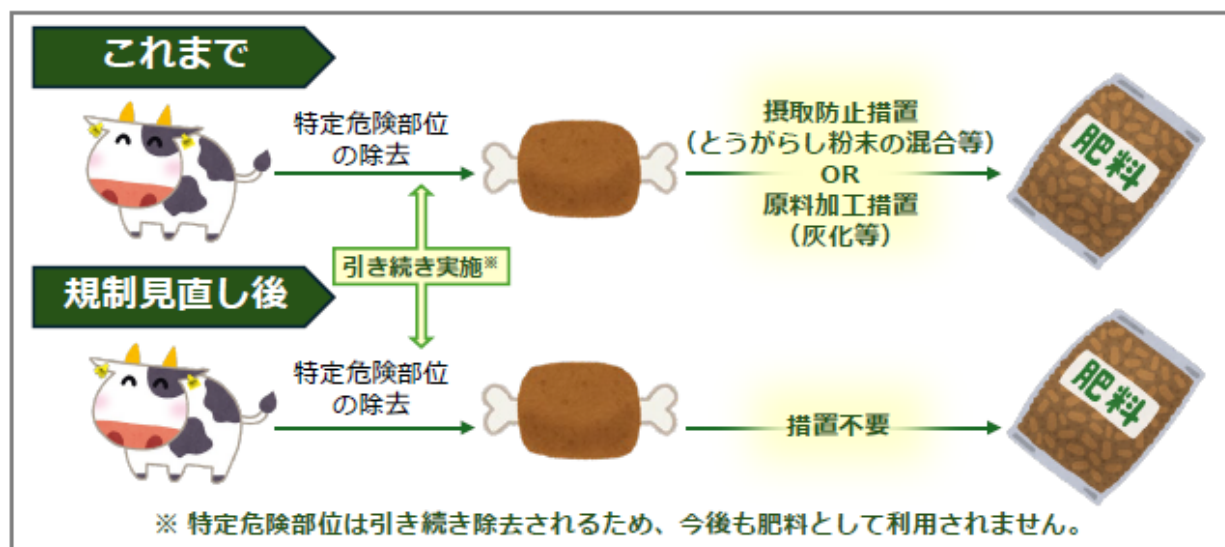 これまで
特定危険部位
の除去
摂取防止措置
（とうがらし粉末の混合等）
OR
原料加工措置
（灰化等）
肥料
引き続き実施※
規制見直し後
特定危険部位
の除去
措置不要
肥料
※ 特定危険部位は引き続き除去されるため、今後も肥料として利用されません。